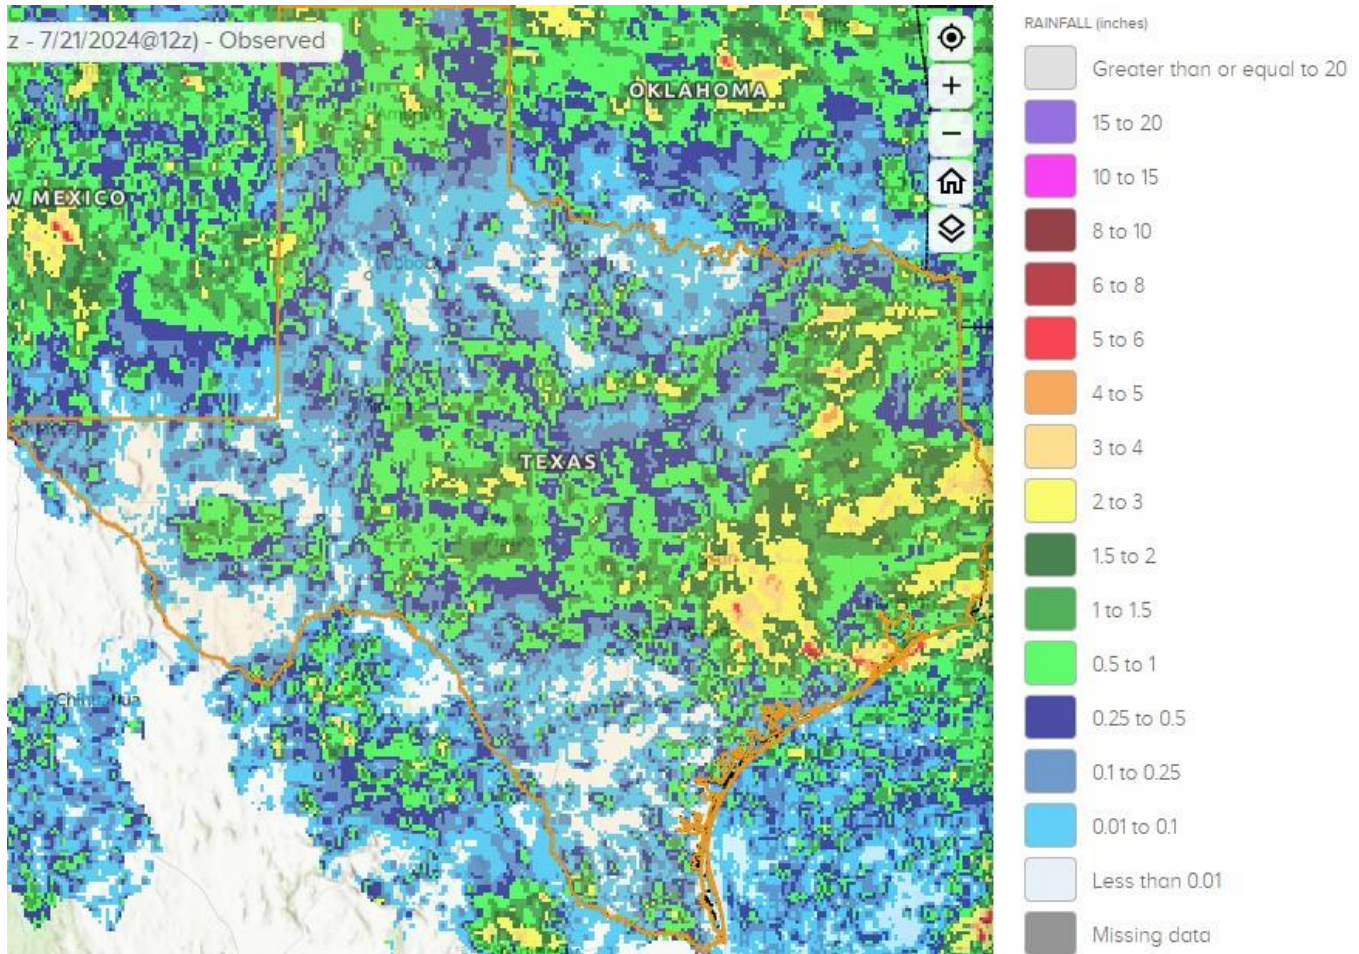 z - 7/21/2024@12z) - Observed
OKLAHOMA
W MEXICO
TEXAS
Chihuahua
RAINFALL (inches)
Greater than or equal to 20
15 to 20
10 to 15
8 to 10
6 to 8
5 to 6
4 to 5
3 to 4
2 to 3
1.5 to 2
1 to 1.5
0.5 to 1
0.25 to 0.5
0.1 to 0.25
0.01 to 0.1
Less than 0.01
Missing data